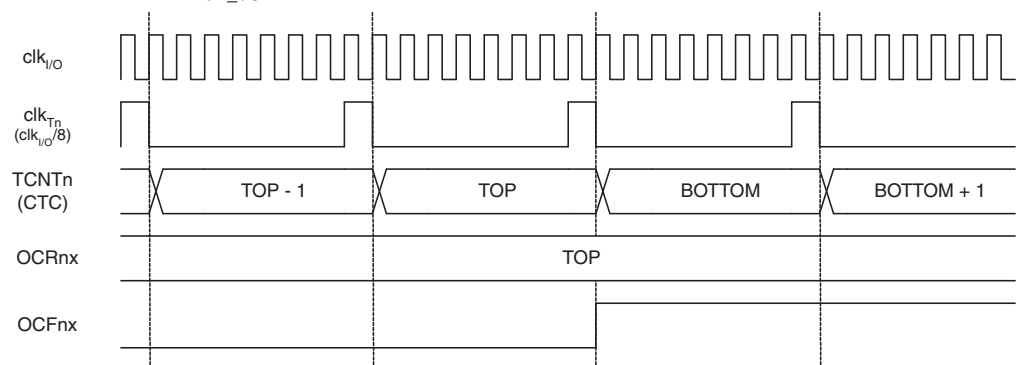 clkI/O
clkTn
(clkI/O/8)
TCNTn
(CTC)
TOP - 1
TOP
BOTTOM
BOTTOM + 1
OCRnx
TOP
OCFnx